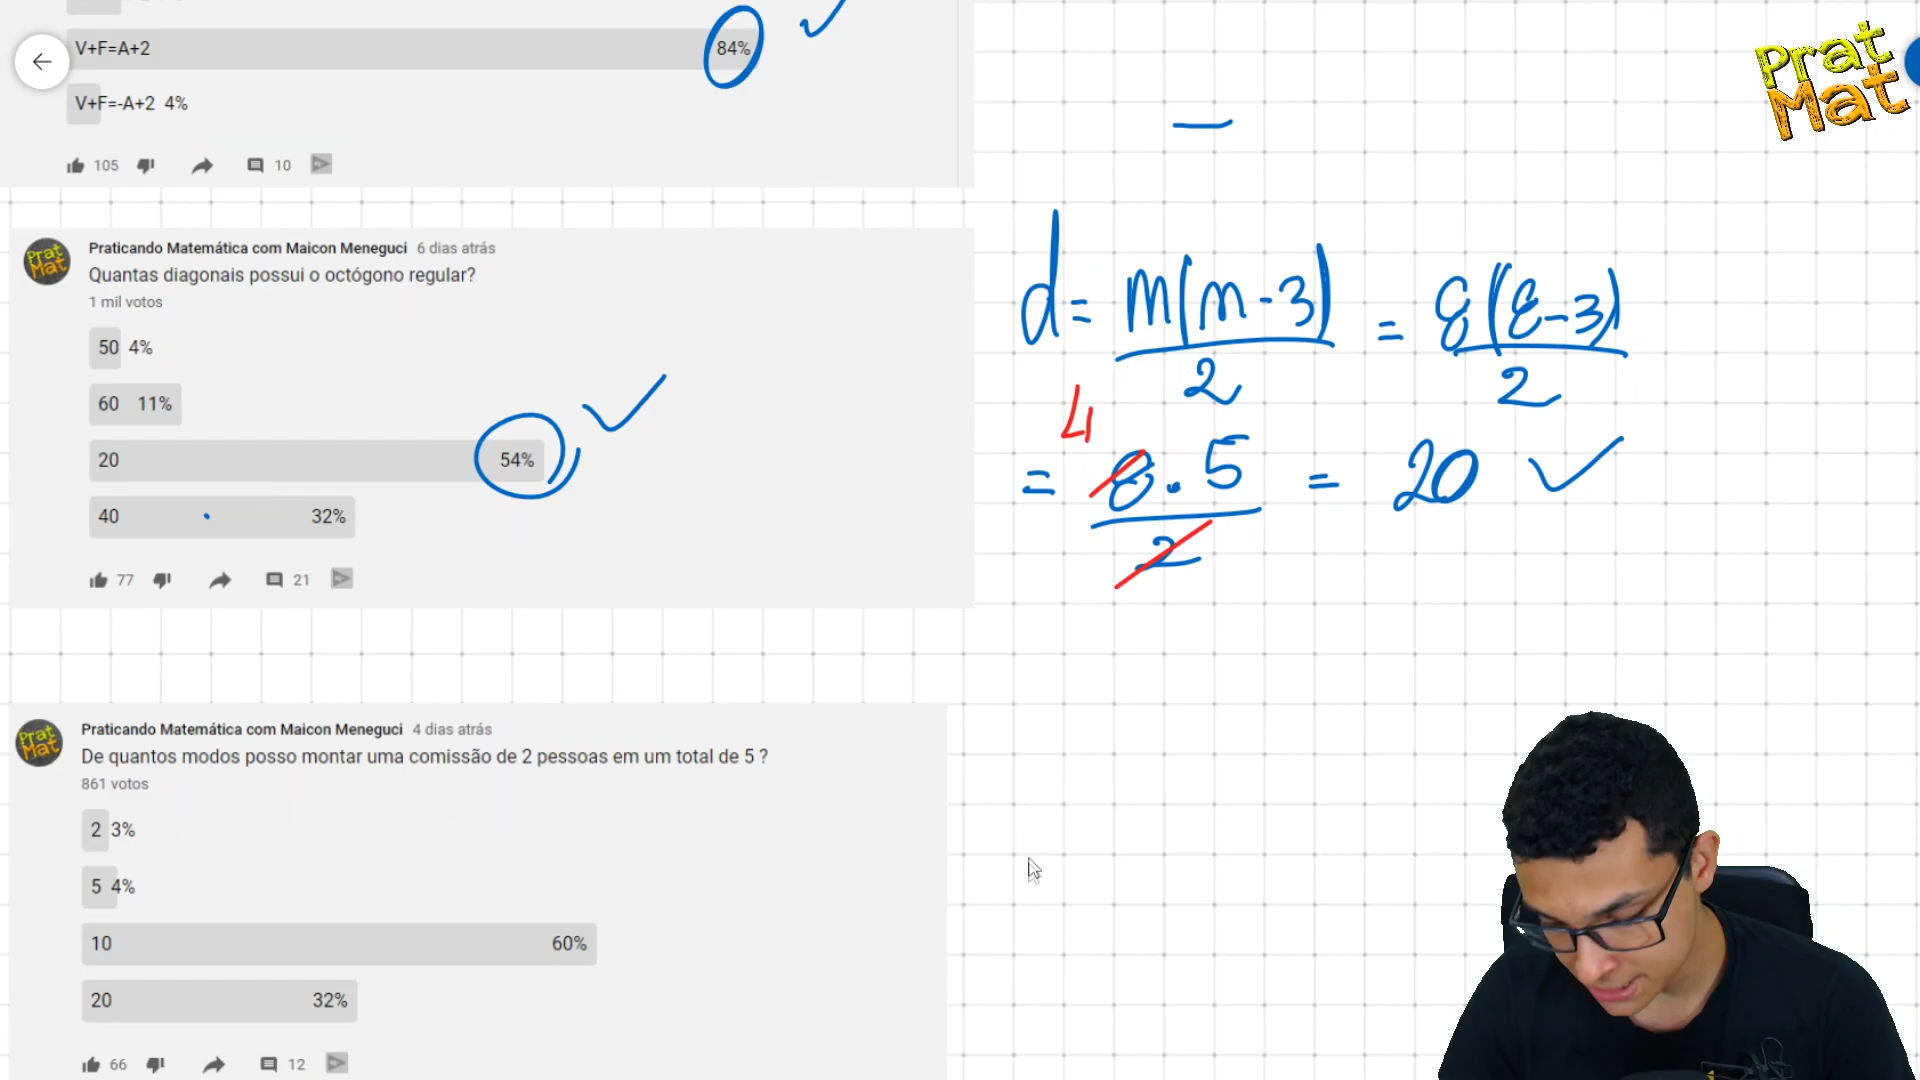 V+F=A+2 84%
V+F=-A+2 4%
105 10
Prat
Mat
Praticando Matemática com Maicon Meneguci 6 dias atrás
Quantas diagonais possui o octógono regular?
1 mil votos
50 4%
60 11%
20 54%
40 32%
77 21
d = n(n-3)/2 = 8(8-3)/2
4
= 8.5/2 = 20
Praticando Matemática com Maicon Meneguci 4 dias atrás
De quantos modos posso montar uma comissão de 2 pessoas em um total de 5 ?
861 votos
2 3%
5 4%
10 60%
20 32%
66 12